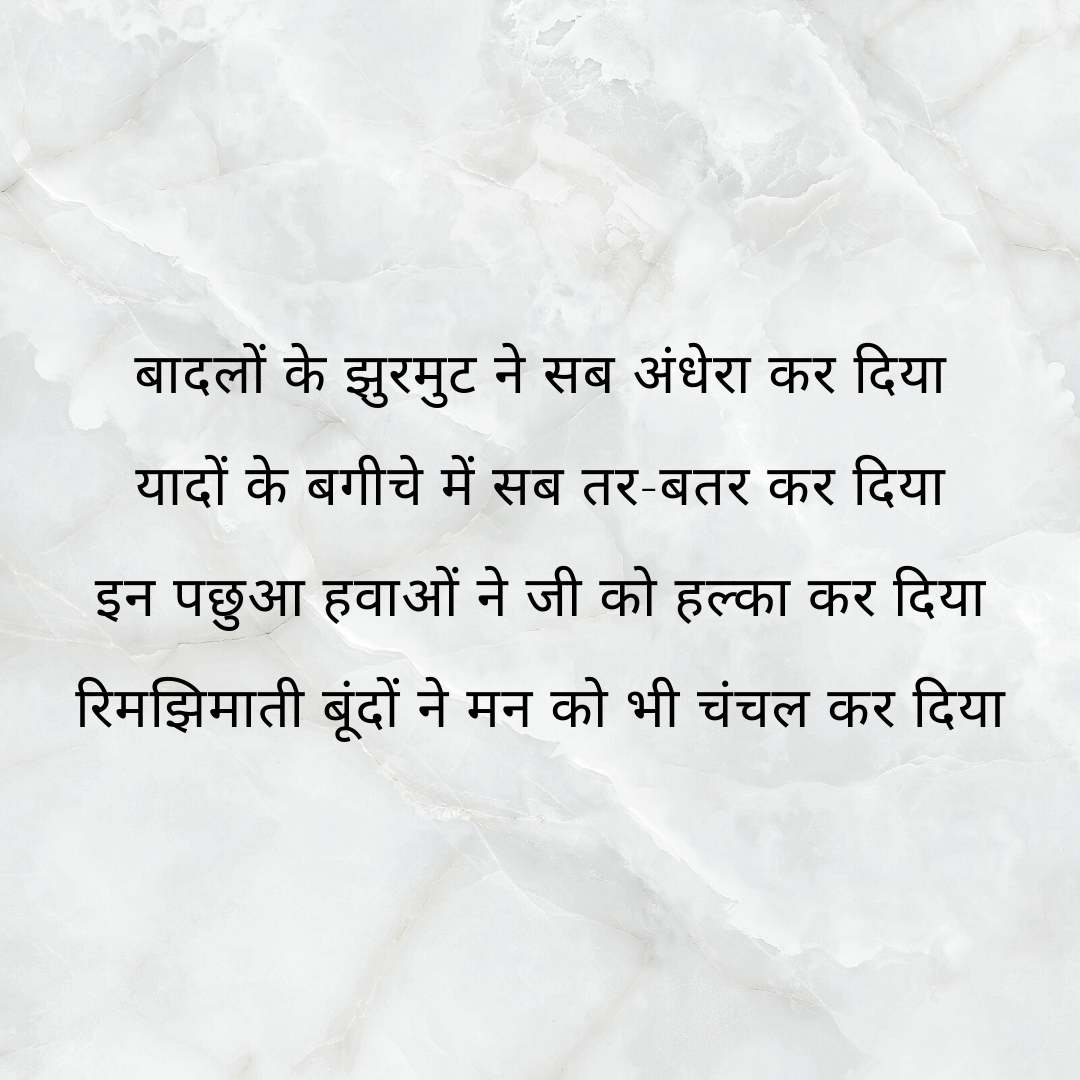 बादलों के झुरमुट ने सब अंधेरा कर दिया
यादों के बगीचे में सब तर-बतर कर दिया
इन पछुआ हवाओं ने जी को हल्का कर दिया
रिमझिमाती बूंदों ने मन को भी चंचल कर दिया